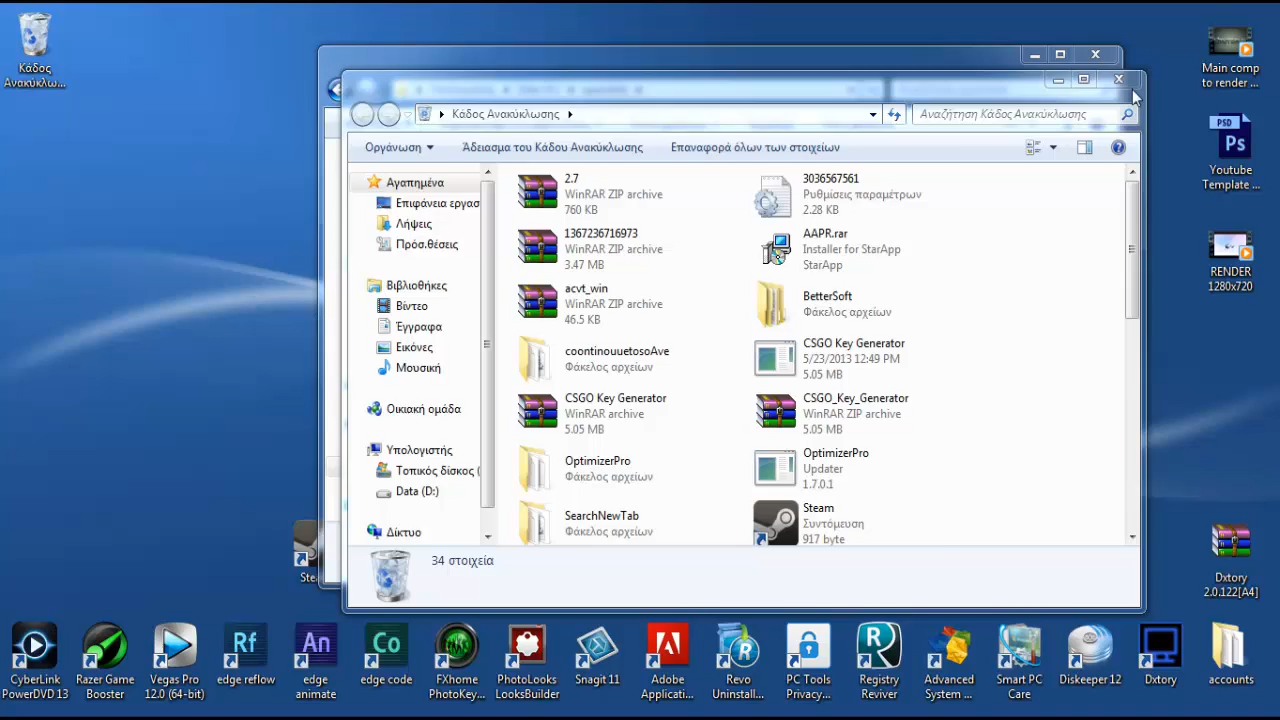 Κάδος
Ανακύκλω...
Main comp
to render ...
PSD
Ps
Youtube
Template ...
RENDER
1280x720
Dxtory
2.0.122[A4]
Κάδος Ανακύκλωσης
Αναζήτηση Κάδος Ανακύκλωσης
Οργάνωση
Άδειασμα του Κάδου Ανακύκλωσης
Επαναφορά όλων των στοιχείων
Αγαπημένα
Επιφάνεια εργασ
Λήψεις
Πρόσ.θέσεις
Βιβλιοθήκες
Βίντεο
Έγγραφα
Εικόνες
Μουσική
Οικιακή ομάδα
Υπολογιστής
Τοπικός δίσκος (
Data (D:)
Δίκτυο
2.7
WinRAR ZIP archive
760 KB
3036567561
Ρυθμίσεις παραμέτρων
2.28 KB
1367236716973
WinRAR ZIP archive
3.47 MB
AAPR.rar
Installer for StarApp
StarApp
acvt_win
WinRAR ZIP archive
46.5 KB
BetterSoft
Φάκελος αρχείων
coontinouuetosoAve
Φάκελος αρχείων
CSGO Key Generator
5/23/2013 12:49 PM
5.05 MB
CSGO Key Generator
WinRAR archive
5.05 MB
CSGO_Key_Generator
WinRAR ZIP archive
5.05 MB
OptimizerPro
Φάκελος αρχείων
OptimizerPro
Updater
1.7.0.1
SearchNewTab
Φάκελος αρχείων
Steam
Συντόμευση
917 byte
34 στοιχεία
Ste
CyberLink
PowerDVD 13
Razer Game
Booster
Vegas Pro
12.0 (64-bit)
Rf
edge reflow
An
edge
animate
Co
edge code
FXhome
PhotoKey...
PhotoLooks
LooksBuilder
Snagit 11
Adobe
Applicati...
Revo
Uninstall...
PC Tools
Privacy...
Registry
Reviver
Advanced
System ...
Smart PC
Care
Diskeeper 12
Dxtory
accounts